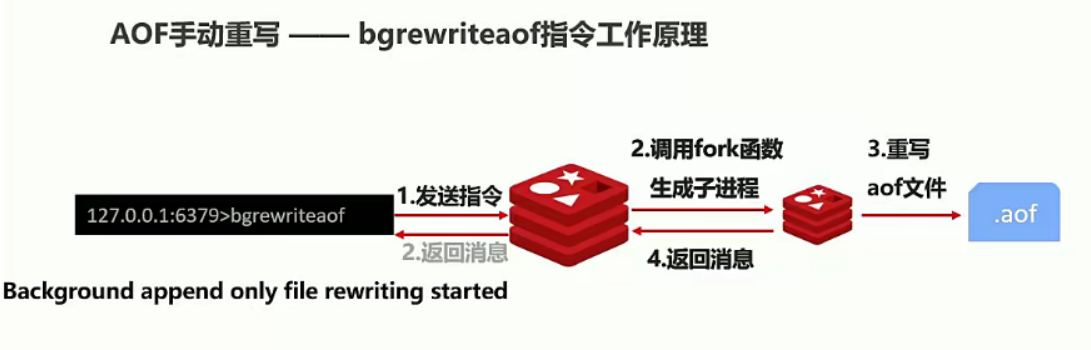 AOF手动重写 —— bgrewriteaof指令工作原理
127.0.0.1:6379>bgrewriteaof
1.发送指令
2.返回消息
Background append only file rewriting started
2.调用fork函数
生成子进程
4.返回消息
3.重写
aof文件
.aof